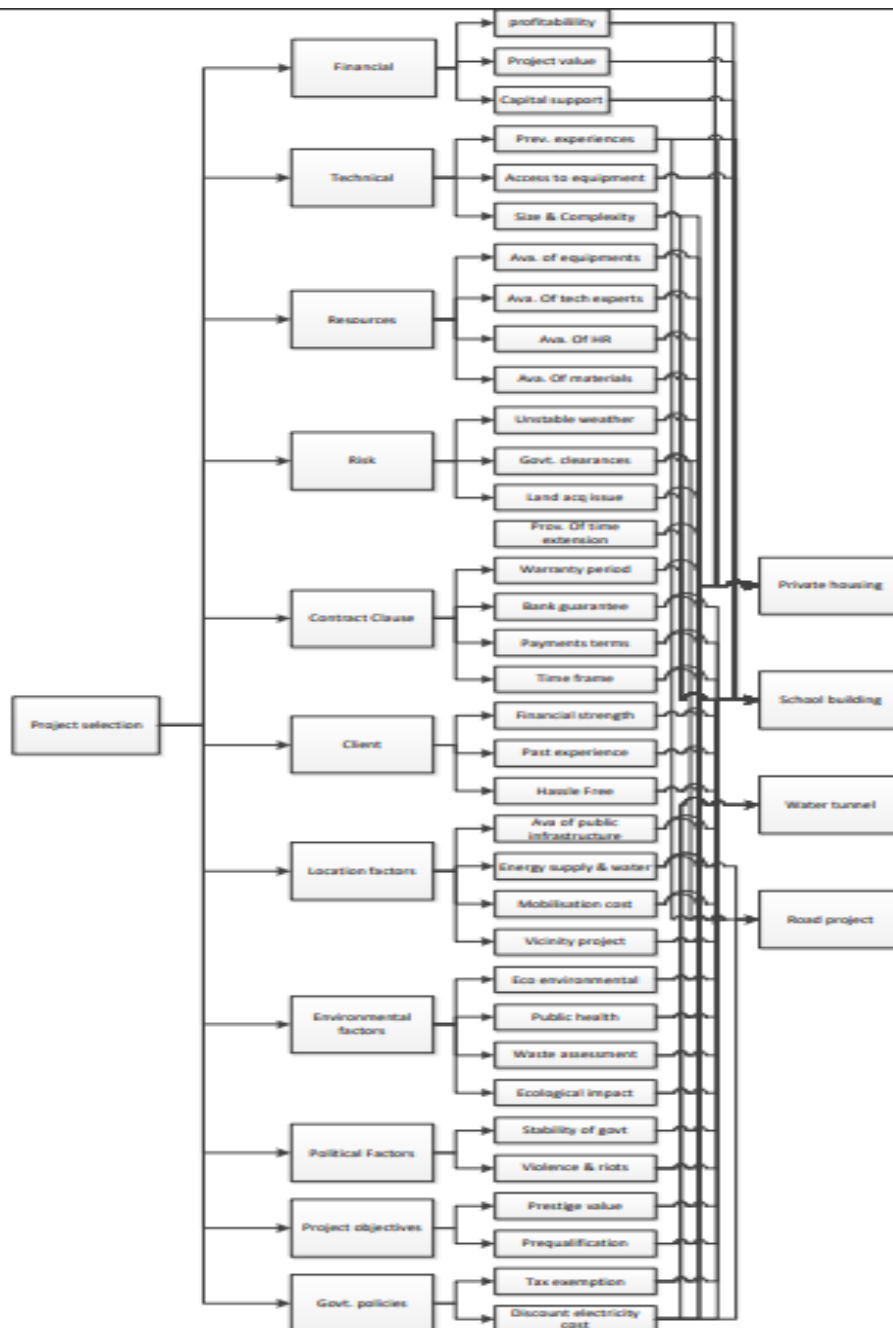 Project selection
Financial
Technical
Resources
Risk
Contract Clause
Client
Location factors
Environmental
factors
Political Factors
Project objectives
Govt. policies
profitabilility
Project value
Capital support
Prev. experiences
Access to equipment
Size & Complexity
Ava. of equipments
Ava. Of tech experts
Ava. Of HR
Ava. Of materials
Unstable weather
Govt. clearances
Land acq issue
Prov. Of time
extension
Warranty period
Bank guarantee
Payments terms
Time frame
Financial strength
Past experience
Hassle Free
Ava of public
infrastructure
Energy supply & water
Mobilisation cost
Vicinity project
Eco environmental
Public health
Waste assessment
Ecological impact
Stability of govt
Violence & riots
Prestige value
Prequalification
Tax exemption
Discount electricity
cost
Private housing
School building
Water tunnel
Road project